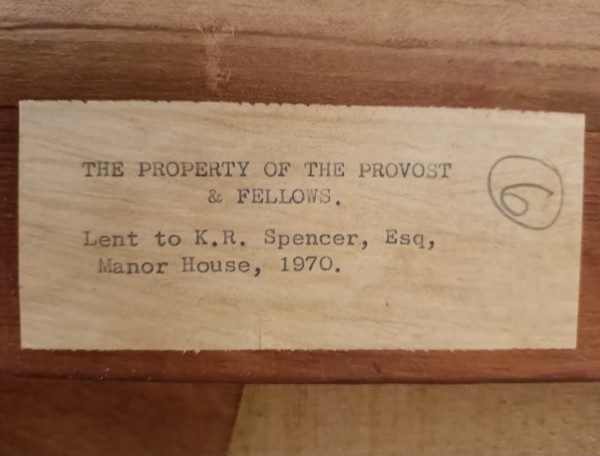 THE PROPERTY OF THE PROVOST
& FELLOWS.
6
Lent to K.R. Spencer, Esq,
Manor House, 1970.